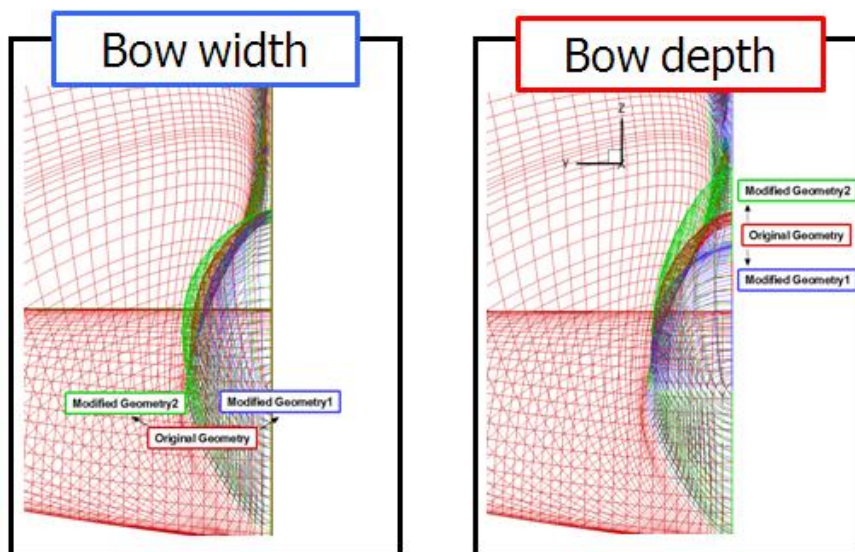 Bow width
Modified Geometry2
Modified Geometry1
Original Geometry
Bow depth
Z
Y
X
Modified Geometry2
Original Geometry
Modified Geometry1